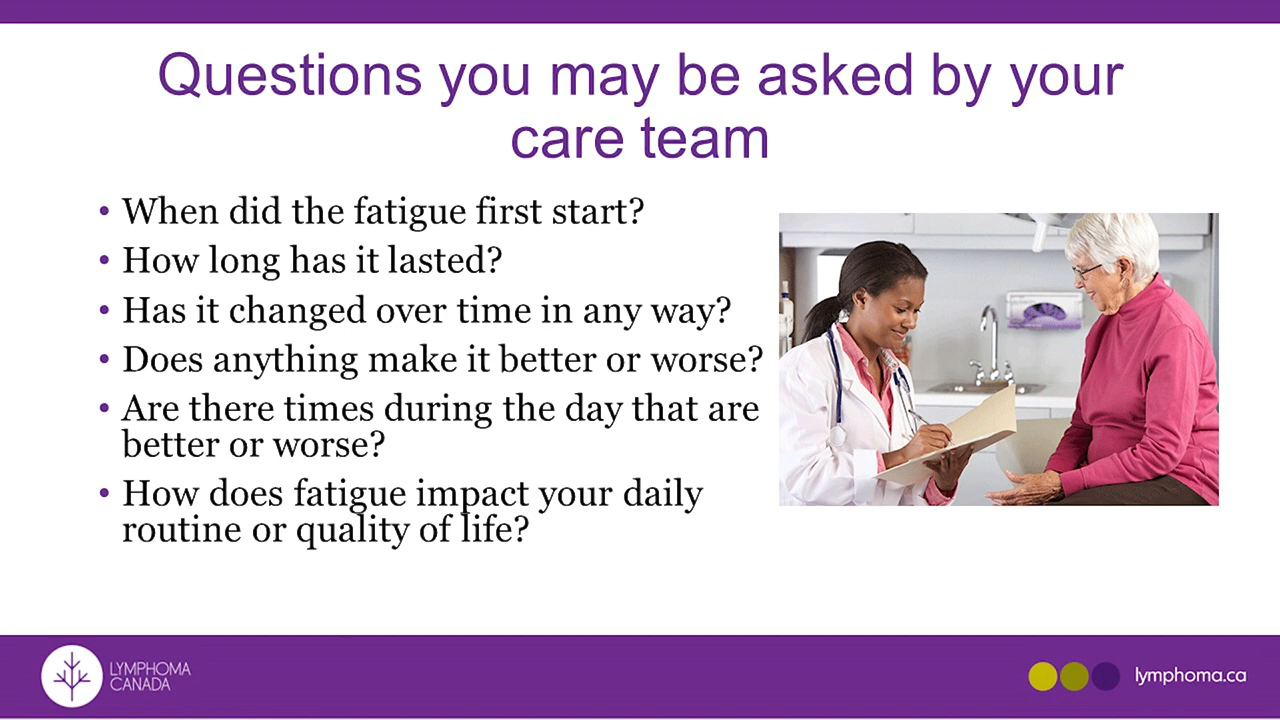 Questions you may be asked by your
care team
• When did the fatigue first start?
• How long has it lasted?
• Has it changed over time in any way?
• Does anything make it better or worse?
• Are there times during the day that are
better or worse?
• How does fatigue impact your daily
routine or quality of life?
LYMPHOMA
CANADA
lymphoma.ca